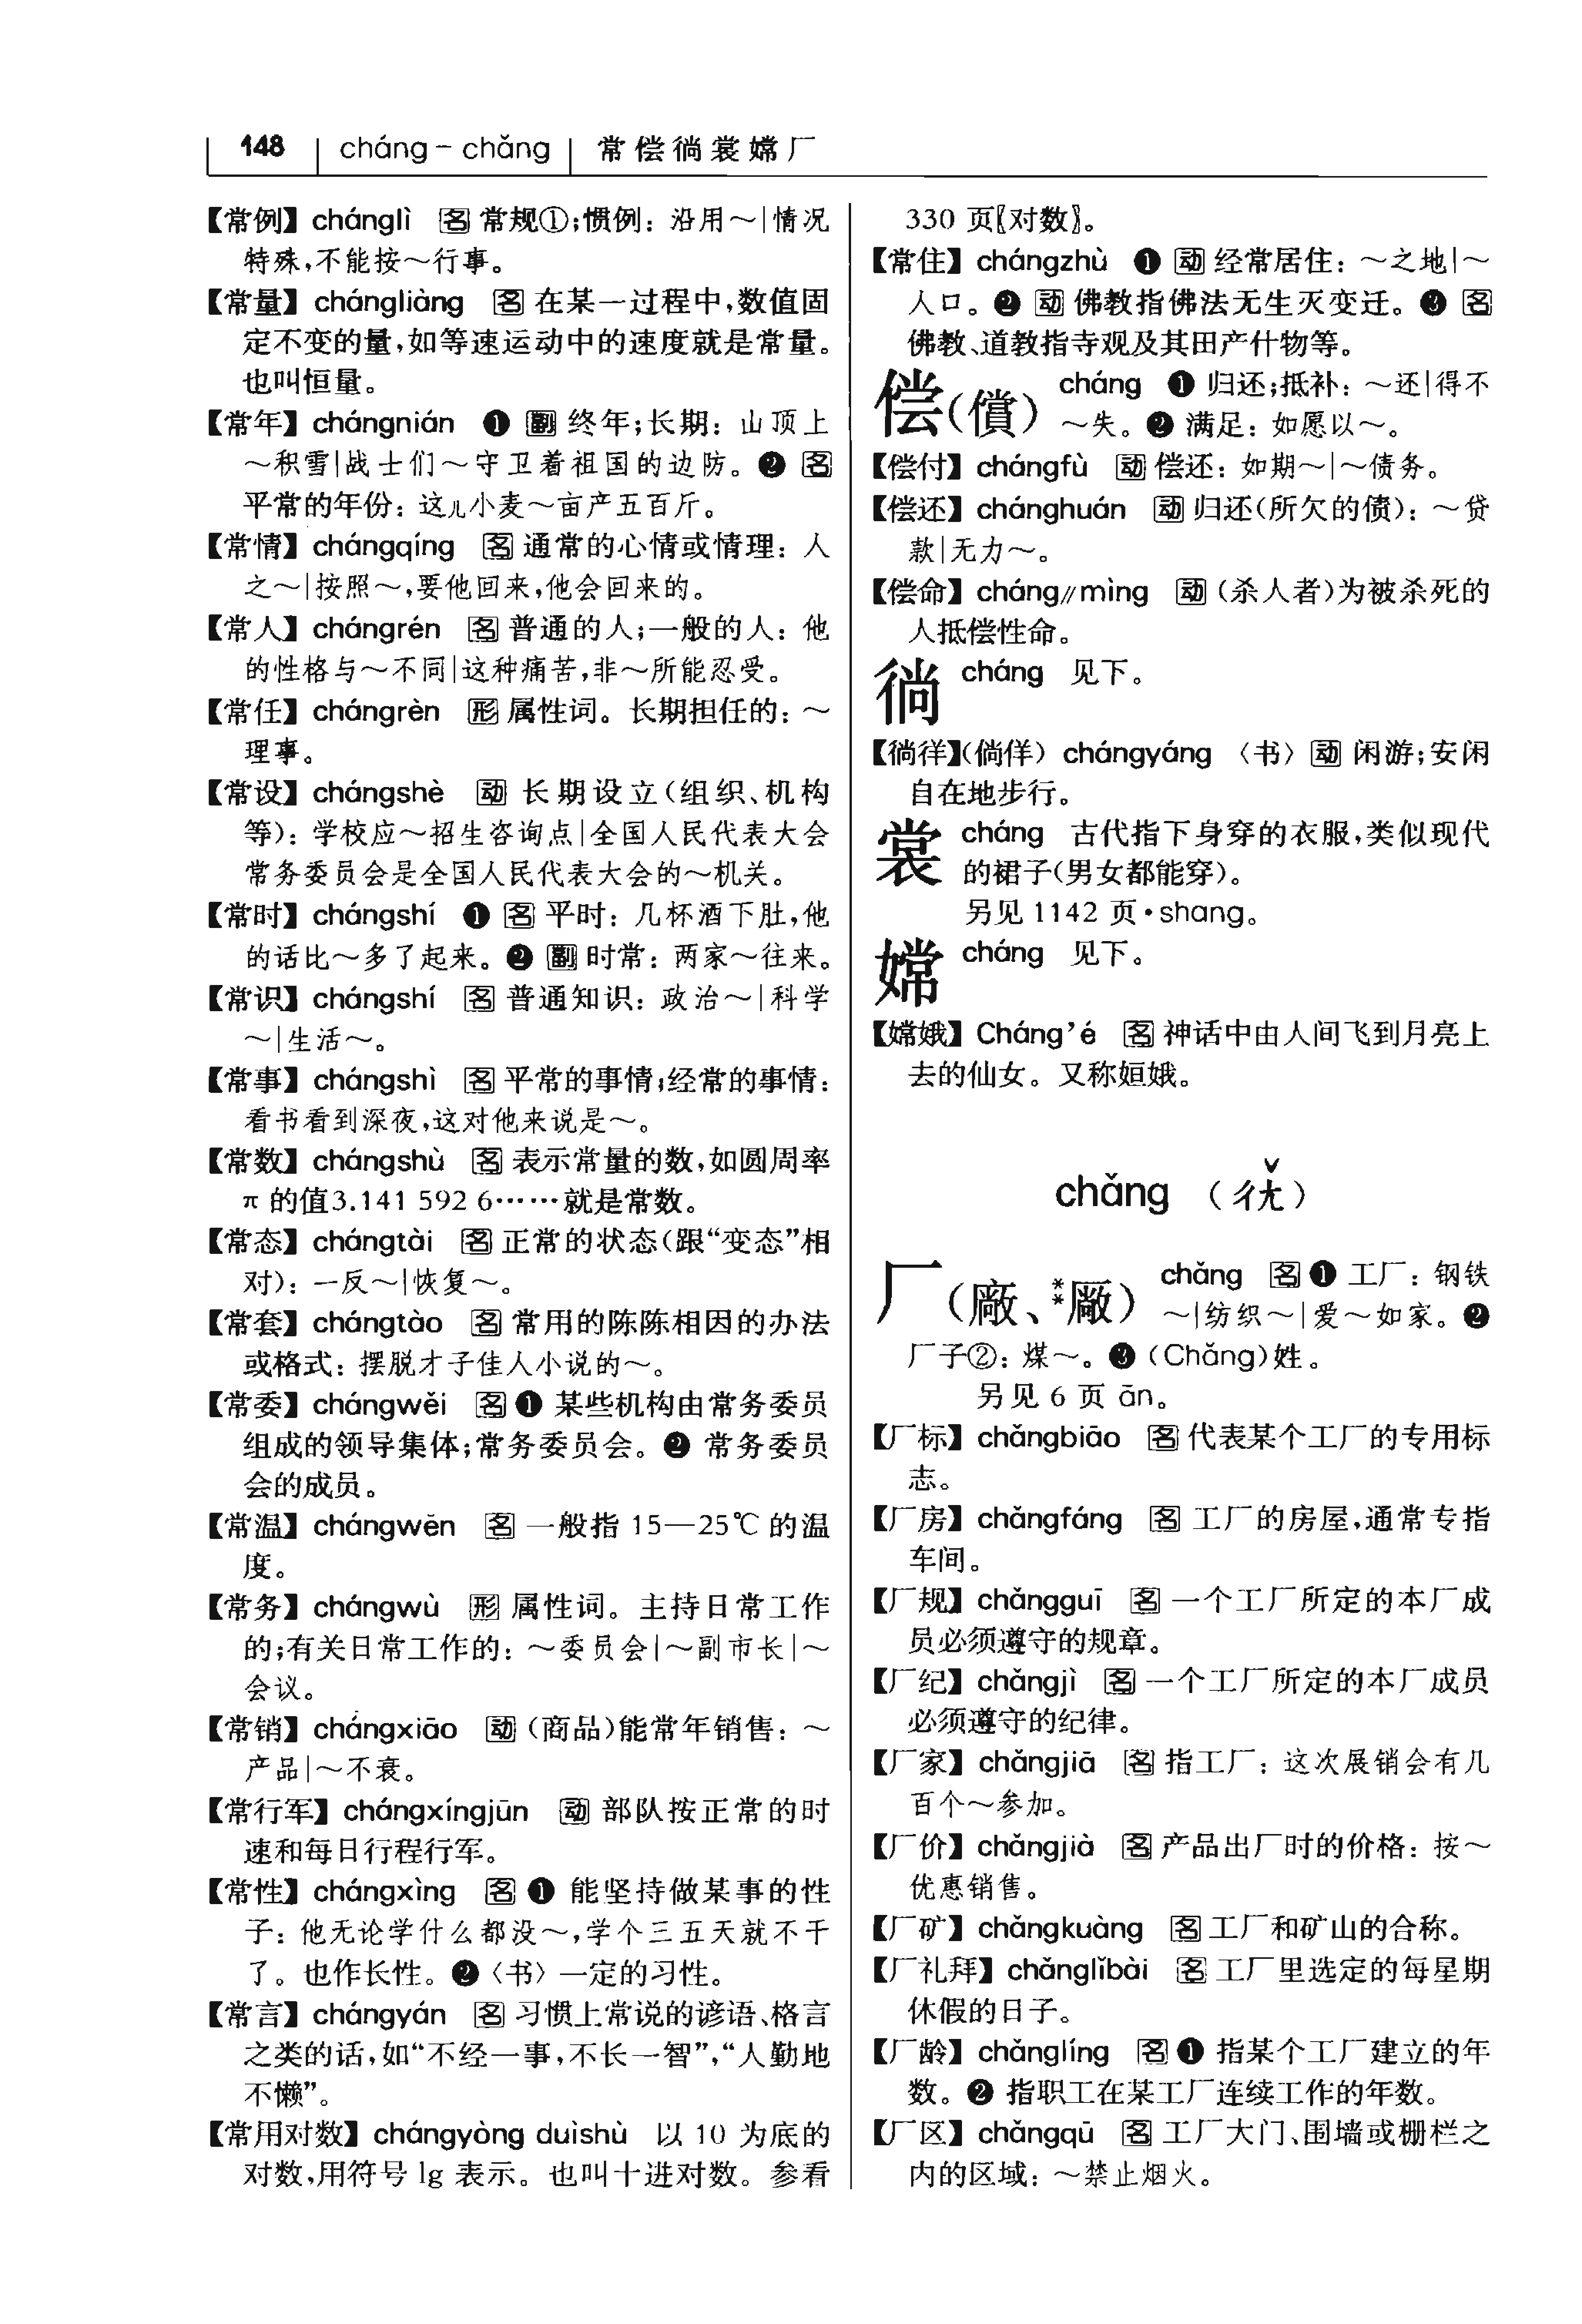 148 cháng – chǎng 常偿徜裳嫦厂
【常例】chánglì 名 常规①;惯例：沿用～|情况
特殊,不能按～行事。
【常量】chángliàng 名 在某一过程中,数值固
定不变的量,如等速运动中的速度就是常量。
也叫恒量。
【常年】chángnián ❶ 副 终年;长期：山顶上
～积雪|战士们～守卫着祖国的边防。❷ 名
平常的年份：这儿小麦～亩产五百斤。
【常情】chángqíng 名 通常的心情或情理：人
之～|按照～,要他回来,他会回来的。
【常人】chángrén 名 普通的人;一般的人：他
的性格与～不同|这种痛苦,非～所能忍受。
【常任】chángrèn 形 属性词。长期担任的：～
理事。
【常设】chángshè 动 长期设立(组织、机构
等)：学校应～招生咨询点|全国人民代表大会
常务委员会是全国人民代表大会的～机关。
【常时】chángshí ❶ 名 平时：几杯酒下肚,他
的话比～多了起来。❷ 副 时常：两家～往来。
【常识】chángshí 名 普通知识：政治～|科学
～|生活～。
【常事】chángshì 名 平常的事情;经常的事情：
看书看到深夜,这对他来说是～。
【常数】chángshù 名 表示常量的数,如圆周率
π 的值3.141 592 6……就是常数。
【常态】chángtài 名 正常的状态(跟“变态”相
对)：一反～|恢复～。
【常套】chángtào 名 常用的陈陈相因的办法
或格式：摆脱才子佳人小说的～。
【常委】chángwěi 名 ❶ 某些机构由常务委员
组成的领导集体;常务委员会。❷ 常务委员
会的成员。
【常温】chángwēn 名 一般指 15—25℃ 的温
度。
【常务】chángwù 形 属性词。主持日常工作
的;有关日常工作的：～委员会|～副市长|～
会议。
【常销】chángxiāo 动 (商品)能常年销售：～
产品|～不衰。
【常行军】chángxíngjūn 动 部队按正常的时
速和每日行程行军。
【常性】chángxìng 名 ❶ 能坚持做某事的性
子：他无论学什么都没～,学个三五天就不干
了。也作长性。❷〈书〉一定的习性。
【常言】chángyán 名 习惯上常说的谚语、格言
之类的话,如“不经一事,不长一智”,“人勤地
不懒”。
【常用对数】chángyòng duìshù 以 10 为底的
对数,用符号 lg 表示。也叫十进对数。参看
330 页〖对数〗。
【常住】chángzhù ❶ 动 经常居住：～之地|～
人口。❷ 动 佛教指佛法无生灭变迁。❸ 名
佛教、道教指寺观及其田产什物等。
偿(償) cháng ❶ 归还;抵补：～还|得不
～失。❷ 满足：如愿以～。
【偿付】chángfù 动 偿还：如期～|～债务。
【偿还】chánghuán 动 归还(所欠的债)：～贷
款|无力～。
【偿命】cháng//mìng 动 (杀人者)为被杀死的
人抵偿性命。
徜 cháng 见下。
【徜徉】(倘佯) chángyáng 〈书〉 动 闲游;安闲
自在地步行。
裳 cháng 古代指下身穿的衣服,类似现代
的裙子(男女都能穿)。
另见 1142 页·shang。
嫦 cháng 见下。
【嫦娥】Cháng’é 名 神话中由人间飞到月亮上
去的仙女。又称姮娥。
chǎng （ㄔㄤˇ）
厂(廠、**厰) chǎng 名 ❶ 工厂：钢铁
～|纺织～|爱～如家。❷
厂子②：煤～。❸ (Chǎng)姓。
另见 6 页 ān。
【厂标】chǎngbiāo 名 代表某个工厂的专用标
志。
【厂房】chǎngfáng 名 工厂的房屋,通常专指
车间。
【厂规】chǎngguī 名 一个工厂所定的本厂成
员必须遵守的规章。
【厂纪】chǎngjì 名 一个工厂所定的本厂成员
必须遵守的纪律。
【厂家】chǎngjiā 名 指工厂：这次展销会有几
百个～参加。
【厂价】chǎngjià 名 产品出厂时的价格：按～
优惠销售。
【厂矿】chǎngkuàng 名 工厂和矿山的合称。
【厂礼拜】chǎnglǐbài 名 工厂里选定的每星期
休假的日子。
【厂龄】chǎnglíng 名 ❶ 指某个工厂建立的年
数。❷ 指职工在某工厂连续工作的年数。
【厂区】chǎngqū 名 工厂大门、围墙或栅栏之
内的区域：～禁止烟火。